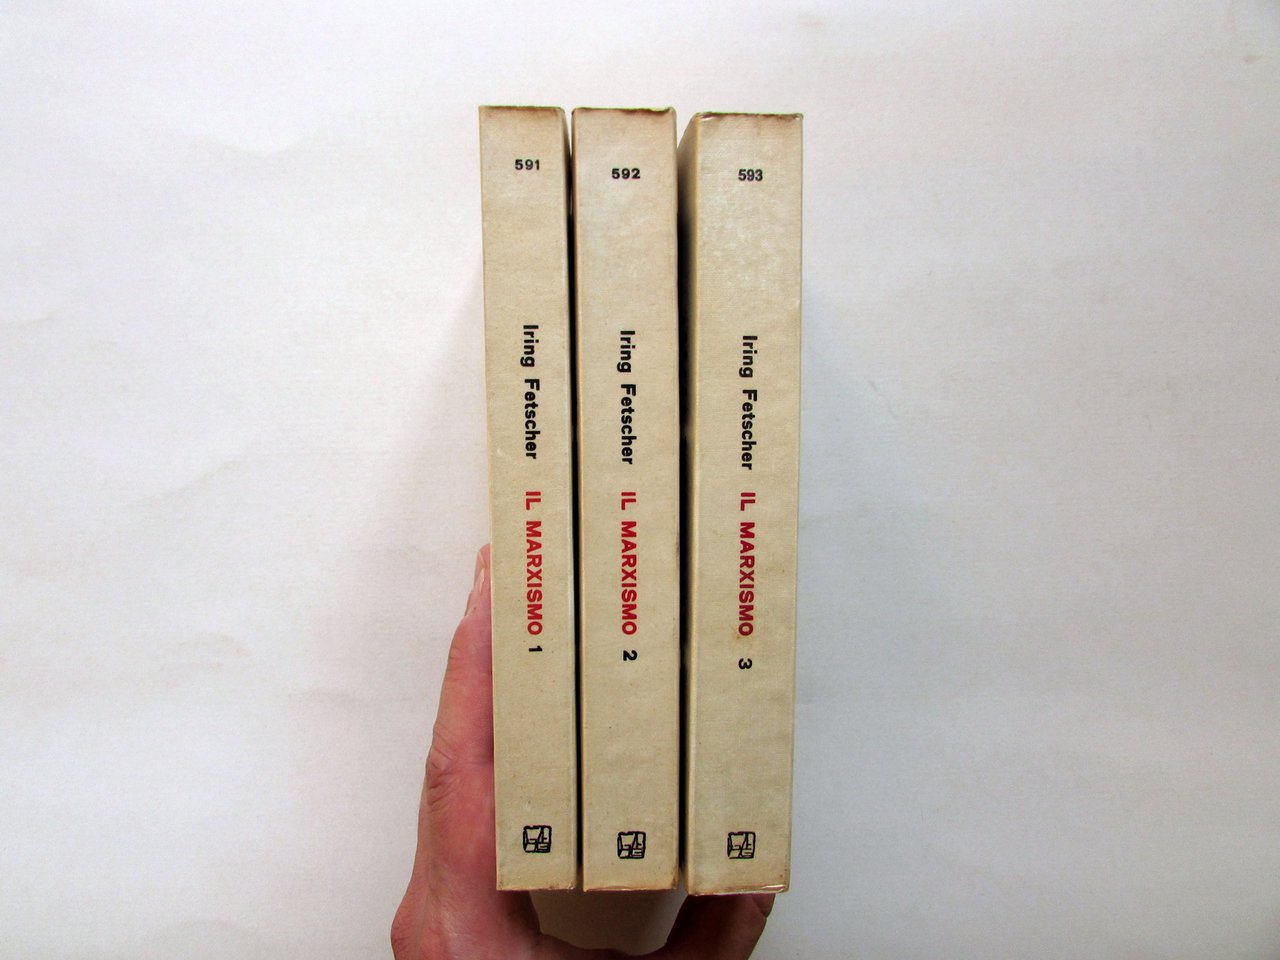 591
Iring Fetscher IL MARXISMO 1
592
Iring Fetscher IL MARXISMO 2
593
Iring Fetscher IL MARXISMO 3